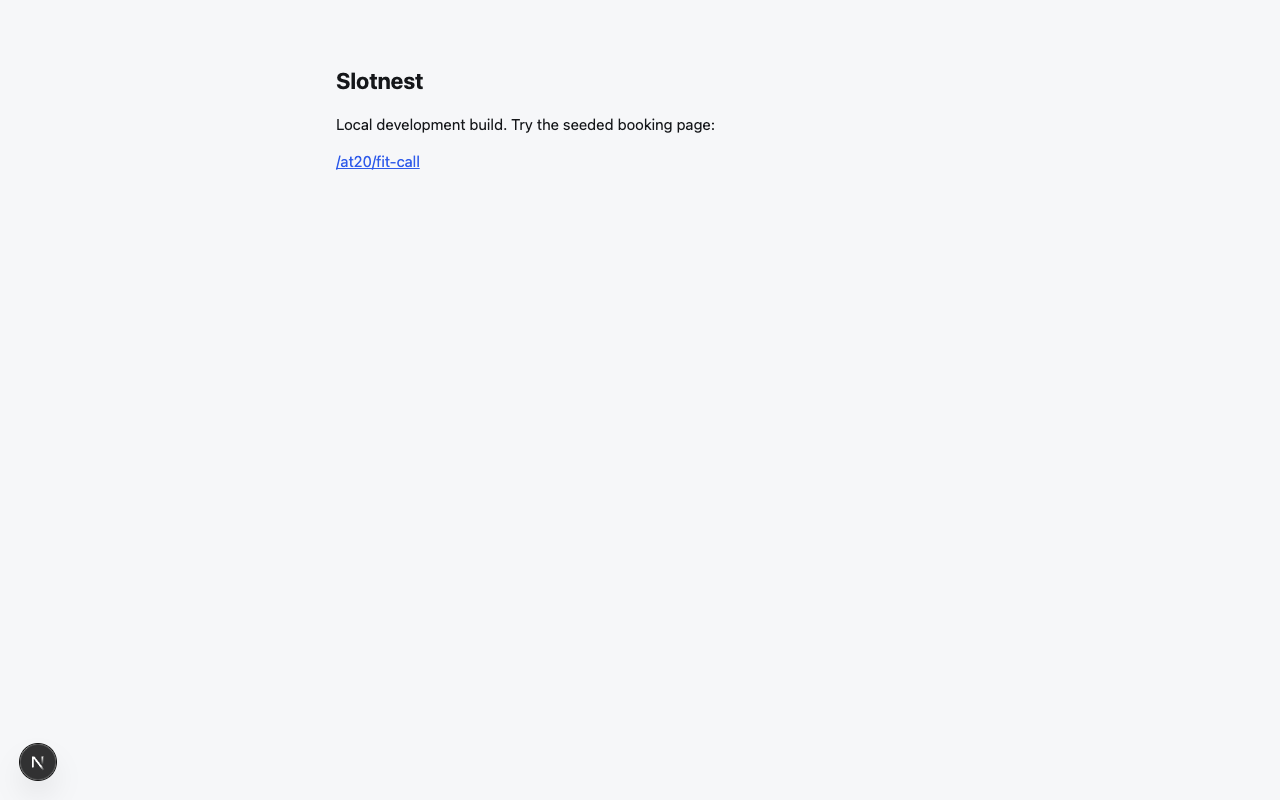 Slotnest
Local development build. Try the seeded booking page:
/at20/fit-call
N